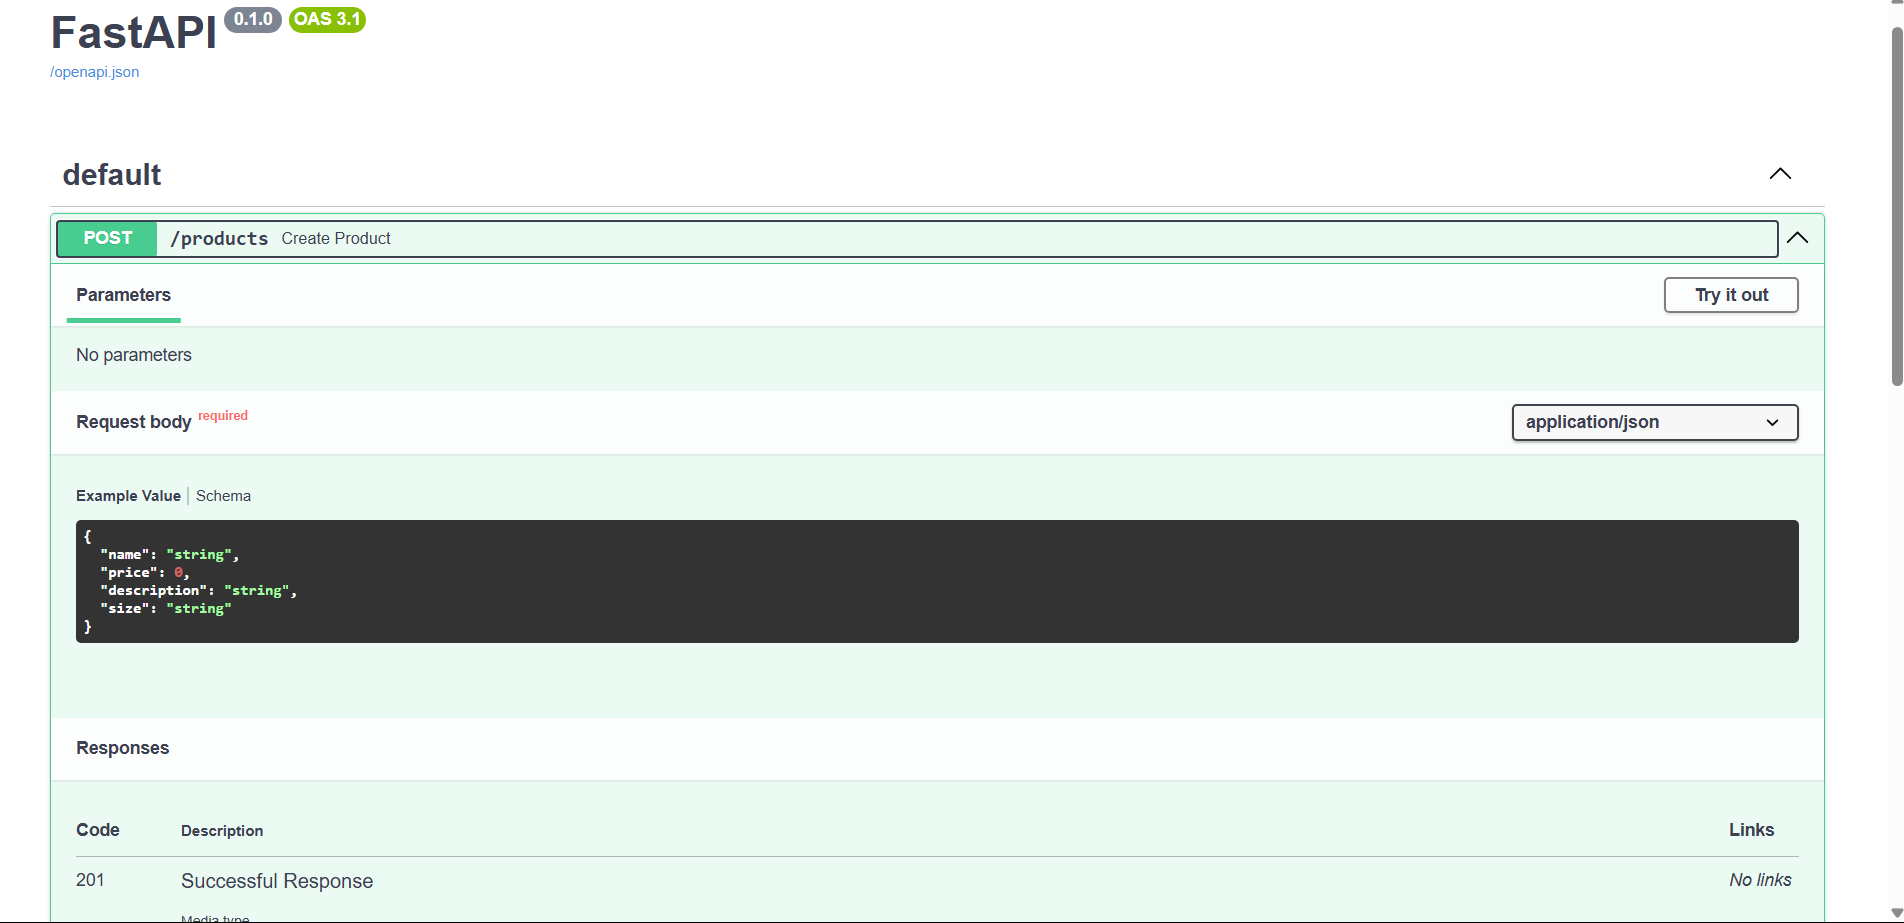 FastAPI 0.1.0 OAS 3.1
/openapi.json
default
POST /products Create Product
Parameters
Try it out
No parameters
Request body required
application/json
Example Value | Schema
{
  "name": "string",
  "price": 0,
  "description": "string",
  "size": "string"
}
Responses
Code Description Links
201 Successful Response No links
Media type